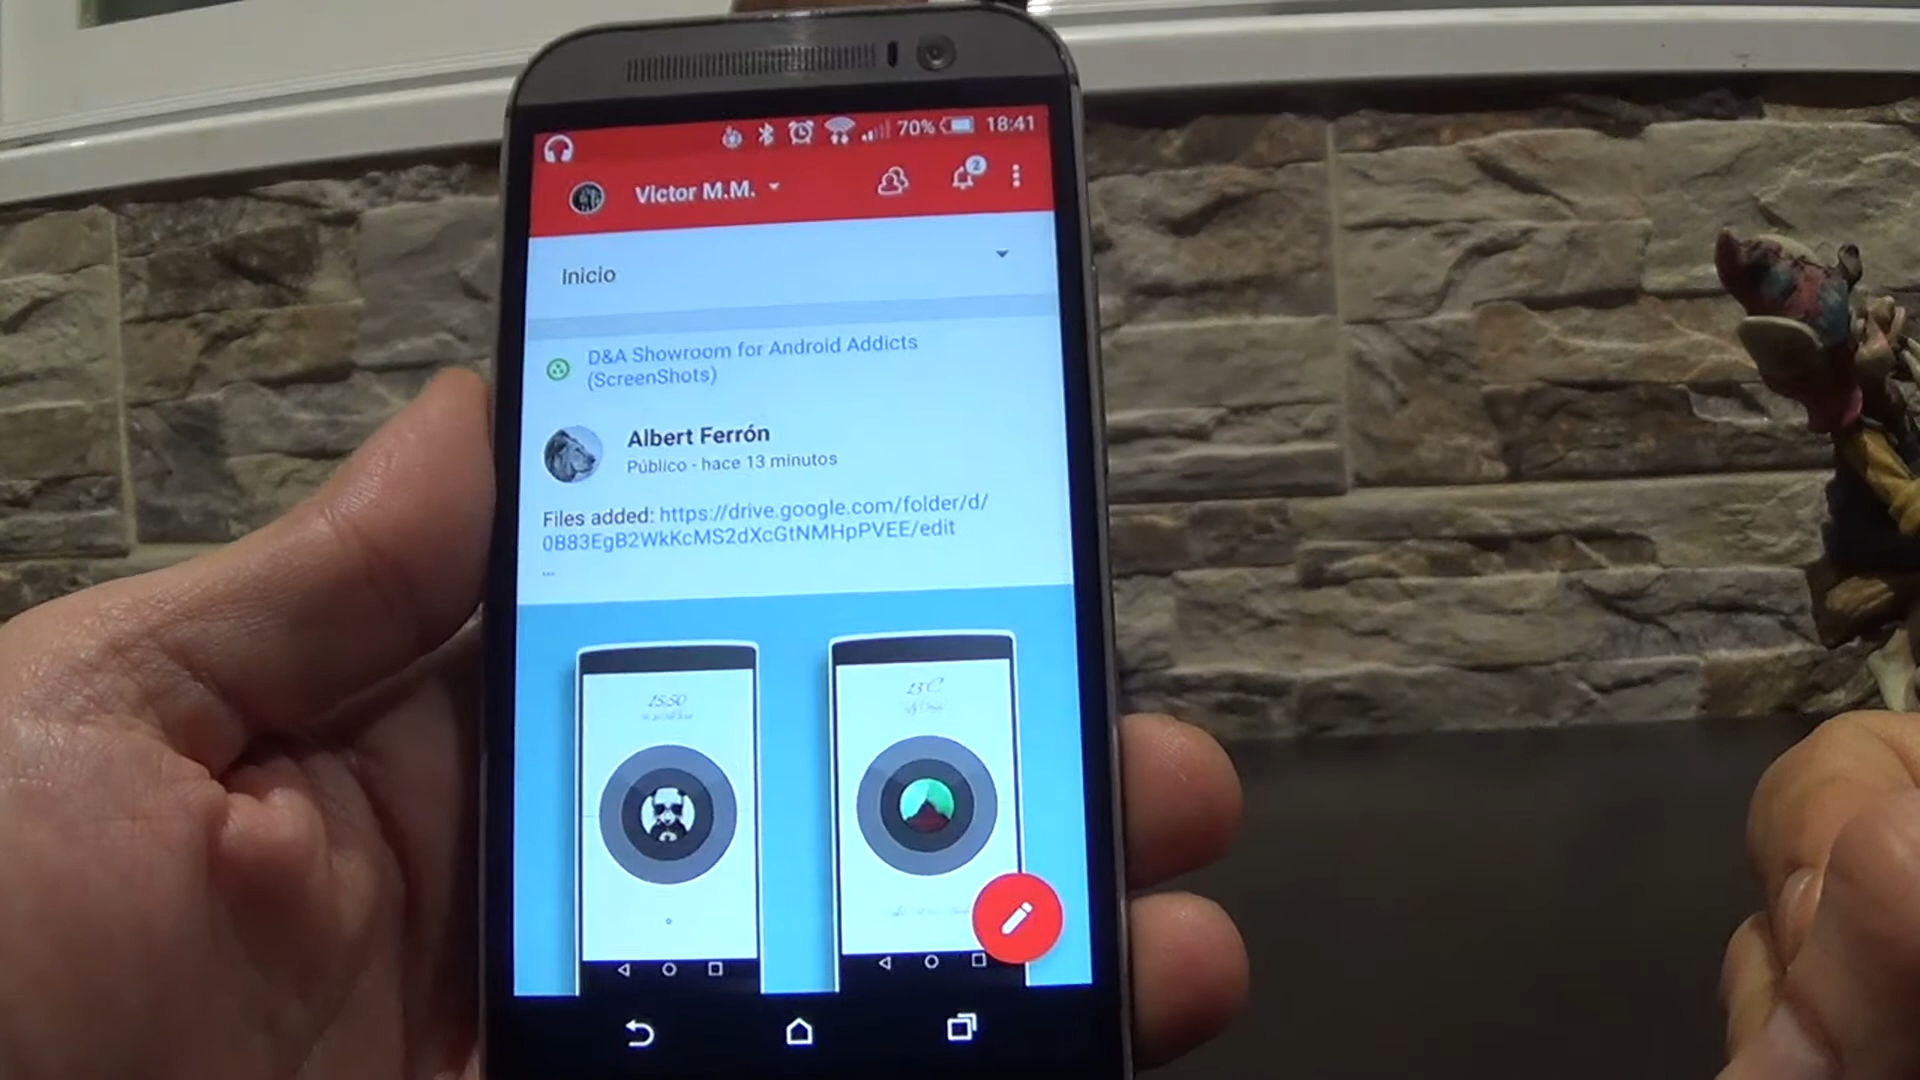 70% 18:41
Victor M.M.
2
Inicio
D&A Showroom for Android Addicts
(ScreenShots)
Albert Ferrón
Público - hace 13 minutos
Files added: https://drive.google.com/folder/d/
0B83EgB2WkKcMS2dXcGtNMHpPVEE/edit
...
15:50
13°C